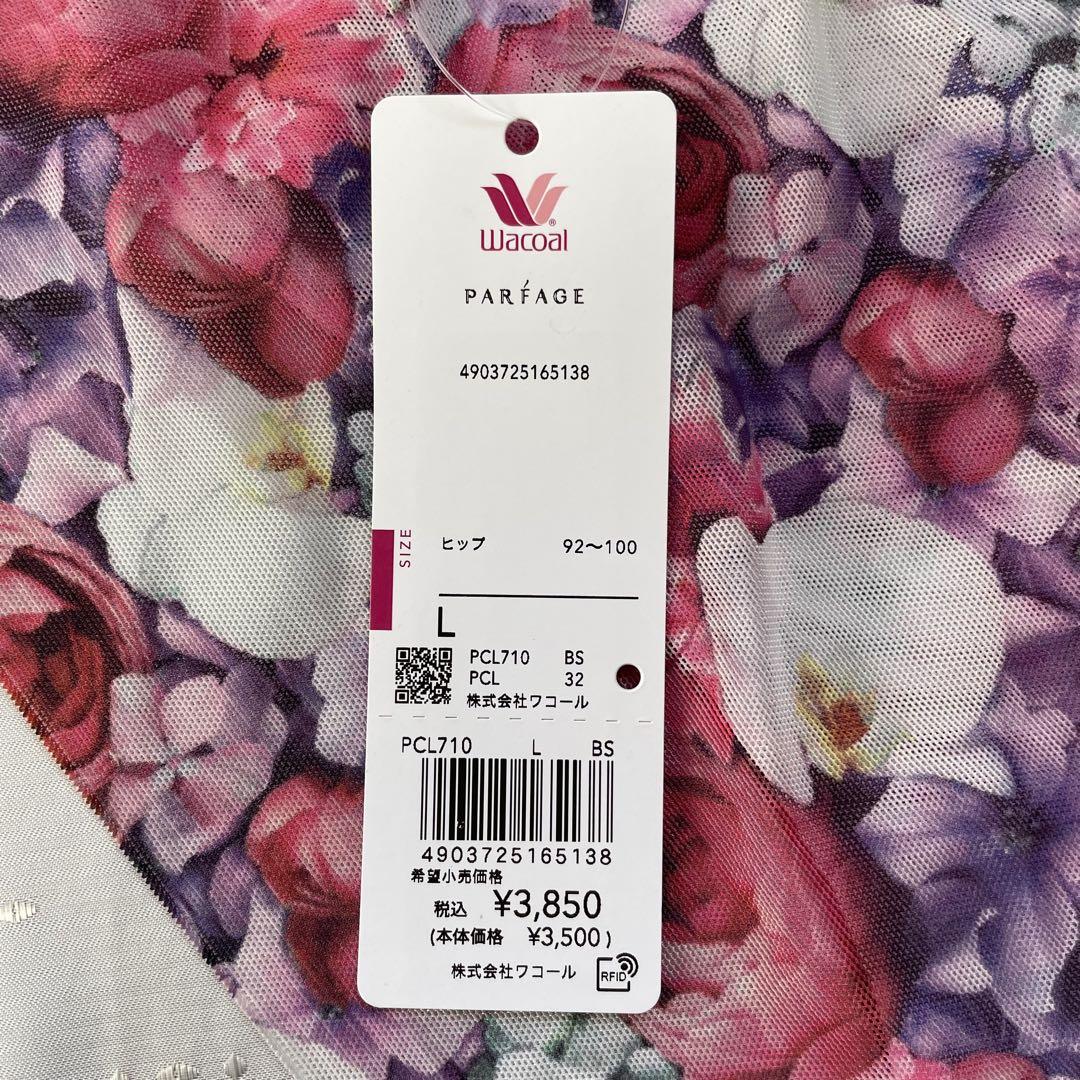 Wacoal®
PARFAGE
4903725165138
SIZE
ヒップ 92～100
L
PCL710 BS
PCL 32
株式会社ワコール
PCL710 L BS
4903725165138
希望小売価格
税込 ¥3,850
(本体価格 ¥3,500)
株式会社ワコール RFID